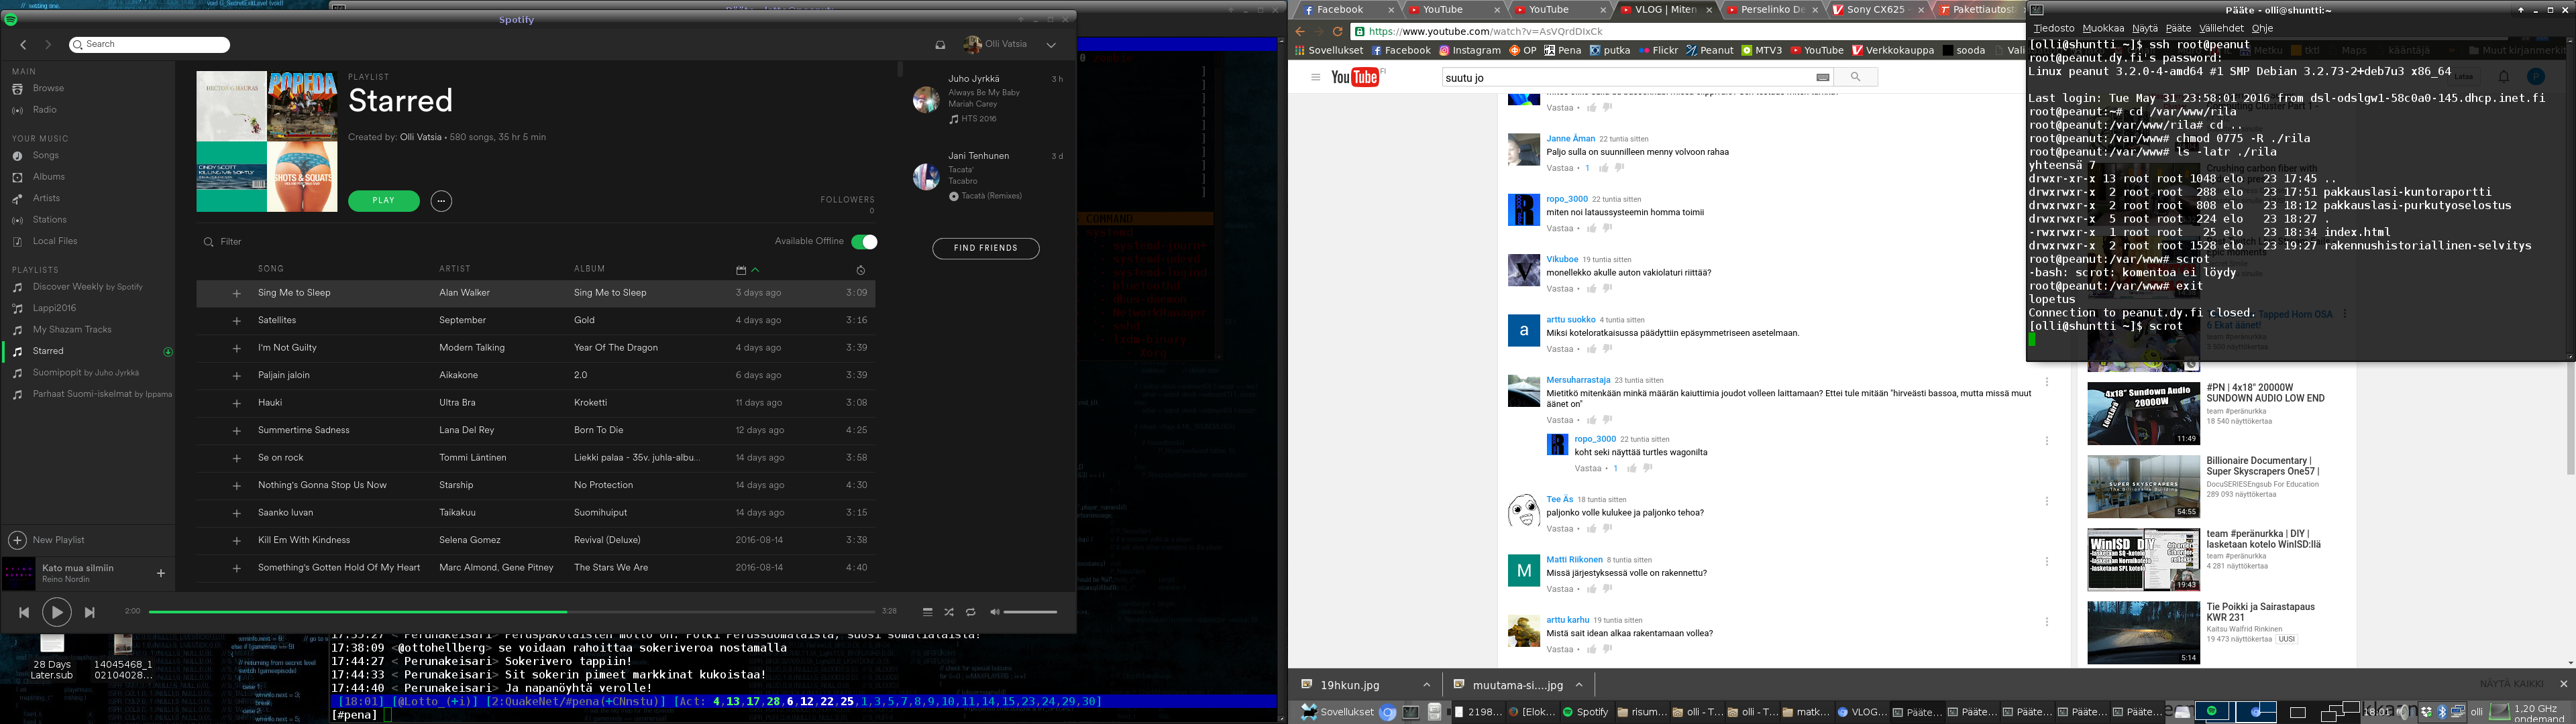 Spotify
Search
Olli Vatsia
MAIN
Browse
Radio
YOUR MUSIC
Songs
Albums
Artists
Stations
Local Files
PLAYLISTS
Discover Weekly by Spotify
Lappi2016
My Shazam Tracks
Starred
Suomipopit by Juho Jyrkkä
Parhaat Suomi-iskelmat by Ippama
New Playlist
Kato mua silmiin
Reino Nordin
POPEDA
CINDY SCOTT
KILLING ME SOFTLY
SHOTS & SQUATS
PLAYLIST
Starred
Created by: Olli Vatsia • 580 songs, 35 hr 5 min
PLAY
FOLLOWERS
0
Filter
Available Offline
SONG ARTIST ALBUM
Sing Me to Sleep Alan Walker Sing Me to Sleep 3 days ago 3:09
Satellites September Gold 4 days ago 3:16
I'm Not Guilty Modern Talking Year Of The Dragon 4 days ago 3:39
Paljain jaloin Aikakone 2.0 6 days ago 3:39
Hauki Ultra Bra Kroketti 11 days ago 3:08
Summertime Sadness Lana Del Rey Born To Die 12 days ago 4:25
Se on rock Tommi Läntinen Liekki palaa - 35v. juhla-albu... 14 days ago 3:58
Nothing's Gonna Stop Us Now Starship No Protection 14 days ago 4:30
Saanko luvan Taikakuu Suomihuiput 14 days ago 3:15
Kill Em With Kindness Selena Gomez Revival (Deluxe) 2016-08-14 3:38
Something's Gotten Hold Of My Heart Marc Almond, Gene Pitney The Stars We Are 2016-08-14 4:40
2:00 3:28
Juho Jyrkkä 3 h
Always Be My Baby
Mariah Carey
HTS 2016
Jani Tenhunen 3 d
Tacata'
Tacabro
Tacatà (Remixes)
FIND FRIENDS
28 Days
Later.sub
14045468_1
02104028...
17:38:09 <@ottohellberg> se voidaan rahoittaa sokeriveroa nostamalla
17:44:27 < Perunakeisari> Sokerivero tappiin!
17:44:33 < Perunakeisari> Sit sokerin pimeet markkinat kukoistaa!
17:44:40 < Perunakeisari> Ja napanöyhtä verolle!
[18:01] [@Lotto_(+i)] [2:QuakeNet/#pena(+CNnstu)] [Act: 4,13,17,28,6,12,22,25,1,3,5,7,8,9,10,11,14,15,23,24,29,30]
[#pena]
Facebook YouTube YouTube VLOG | Miten Perselinko De Sony CX625 - Pakettiautost
https://www.youtube.com/watch?v=AsVQrdDIxCk
Sovellukset Facebook Instagram OP Pena putka Flickr Peanut MTV3 YouTube Verkkokauppa sooda Vali
YouTube FI
suutu jo
Vastaa •
Janne Åman 22 tuntia sitten
Paljo sulla on suunnilleen menny volvoon rahaa
Vastaa • 1
ropo_3000 22 tuntia sitten
miten noi lataussysteemin homma toimii
Vastaa •
Vikuboe 19 tuntia sitten
monellekko akulle auton vakiolaturi riittää?
Vastaa •
arttu suokko 4 tuntia sitten
Miksi koteloratkaisussa päädyttiin epäsymmetriseen asetelmaan.
Vastaa •
Mersuharrastaja 23 tuntia sitten
Mietitkö mitenkään minkä määrän kaiuttimia joudot volleen laittamaan? Ettei tule mitään "hirveästi bassoa, mutta missä muut
äänet on"
Vastaa •
ropo_3000 22 tuntia sitten
koht seki näyttää turtles wagonilta
Vastaa • 1
Tee Äs 18 tuntia sitten
paljonko volle kulukee ja paljonko tehoa?
Vastaa •
Matti Riikonen 8 tuntia sitten
Missä järjestyksessä volle on rakennettu?
Vastaa •
arttu karhu 19 tuntia sitten
Mistä sait idean alkaa rakentamaan vollea?
Vastaa •
Pääte - olli@shuntti:~
Tiedosto Muokkaa Näytä Pääte Välilehdet Ohje
[olli@shuntti ~]$ ssh root@peanut
root@peanut.dy.fi's password:
Linux peanut 3.2.0-4-amd64 #1 SMP Debian 3.2.73-2+deb7u3 x86_64
Last login: Tue May 31 23:58:01 2016 from dsl-odslgw1-58c0a0-145.dhcp.inet.fi
root@peanut:~# cd /var/www/rila
root@peanut:/var/www/rila# cd ..
root@peanut:/var/www# chmod 0775 -R ./rila
root@peanut:/var/www# ls -latr ./rila
yhteensä 7
drwxr-xr-x 13 root root 1048 elo 23 17:45 ..
drwxrwxr-x 2 root root 288 elo 23 17:51 pakkauslasi-kuntoraportti
drwxrwxr-x 2 root root 808 elo 23 18:12 pakkauslasi-purkutyoselostus
drwxrwxr-x 5 root root 224 elo 23 18:27 .
-rwxrwxr-x 1 root root 25 elo 23 18:34 index.html
drwxrwxr-x 2 root root 1528 elo 23 19:27 rakennushistoriallinen-selvitys
root@peanut:/var/www# scrot
-bash: scrot: komentoa ei löydy
root@peanut:/var/www# exit
lopetus
Connection to peanut.dy.fi closed.
[olli@shuntti ~]$ scrot
4x18" Sundown Audio
20000W
11:49
#PN | 4x18" 20000W
SUNDOWN AUDIO LOW END
team #peränurkka
18 540 näyttökertaa
SUPER SKYSCRAPERS
54:55
Billionaire Documentary |
Super Skyscrapers One57 |
DocuSERIESEngsub For Education
289 093 näyttökertaa
WinISD DIY
19:43
team #peränurkka | DIY |
lasketaan kotelo WinISD:llä
team #peränurkka
4 281 näyttökertaa
5:14
Tie Poikki ja Sairastapaus
KWR 231
Kaitsu Walfrid Rinkinen
19 473 näyttökertaa UUSI
19hkun.jpg muutama-si....jpg NÄYTÄ KAIKKI
Sovellukset 2198... [Elok... Spotify risum... olli - T... olli - T... matk... VLOG... Pääte... Pääte... Pääte... Pääte... Pääte... 18:01 olli 1,20 GHz
ondemand